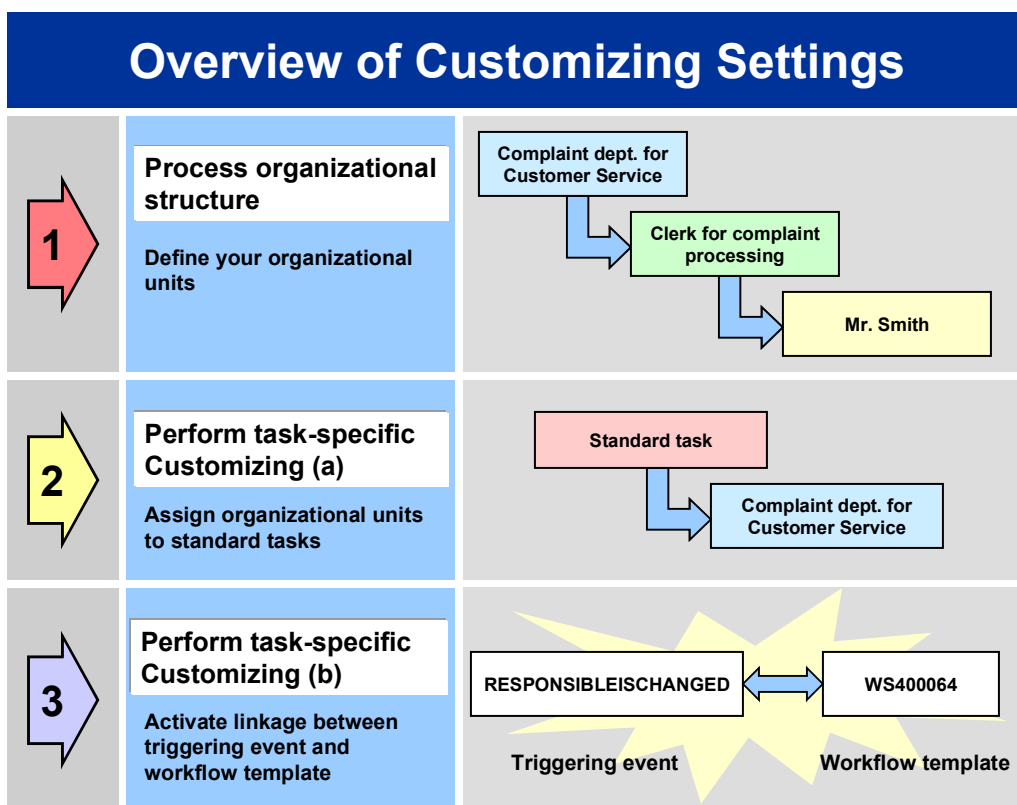 Overview of Customizing Settings
1
Process organizational
structure
Define your organizational
units
Complaint dept. for
Customer Service
Clerk for complaint
processing
Mr. Smith
2
Perform task-specific
Customizing (a)
Assign organizational units
to standard tasks
Standard task
Complaint dept. for
Customer Service
3
Perform task-specific
Customizing (b)
Activate linkage between
triggering event and
workflow template
RESPONSIBLEISCHANGED
WS400064
Triggering event
Workflow template